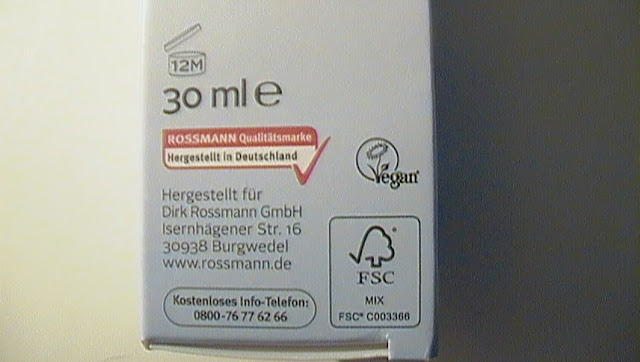 12M
30 ml e
ROSSMANN Qualitätsmarke
Hergestellt in Deutschland
Vegan
Hergestellt für
Dirk Rossmann GmbH
Isernhägener Str. 16
30938 Burgwedel
www.rossmann.de
Kostenloses Info-Telefon:
0800-76 77 62 66
FSC®
MIX
FSC® C003366